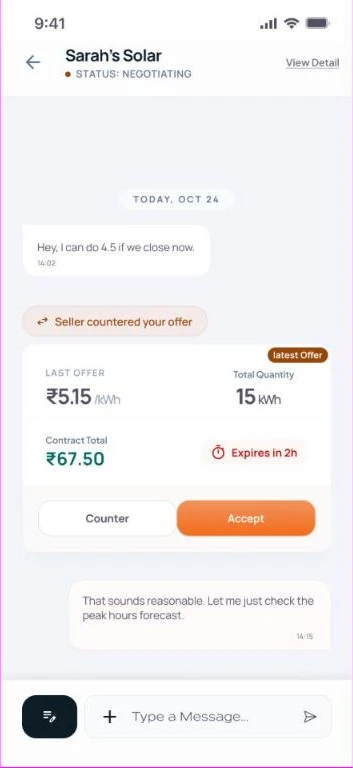 9:41
Sarah's Solar
STATUS: NEGOTIATING
View Detail
TODAY, OCT 24
Hey, I can do 4.5 if we close now.
14:02
Seller countered your offer
latest Offer
LAST OFFER
₹5.15 /kWh
Total Quantity
15 kWh
Contract Total
₹67.50
Expires in 2h
Counter
Accept
That sounds reasonable. Let me just check the
peak hours forecast.
14:15
Type a Message...